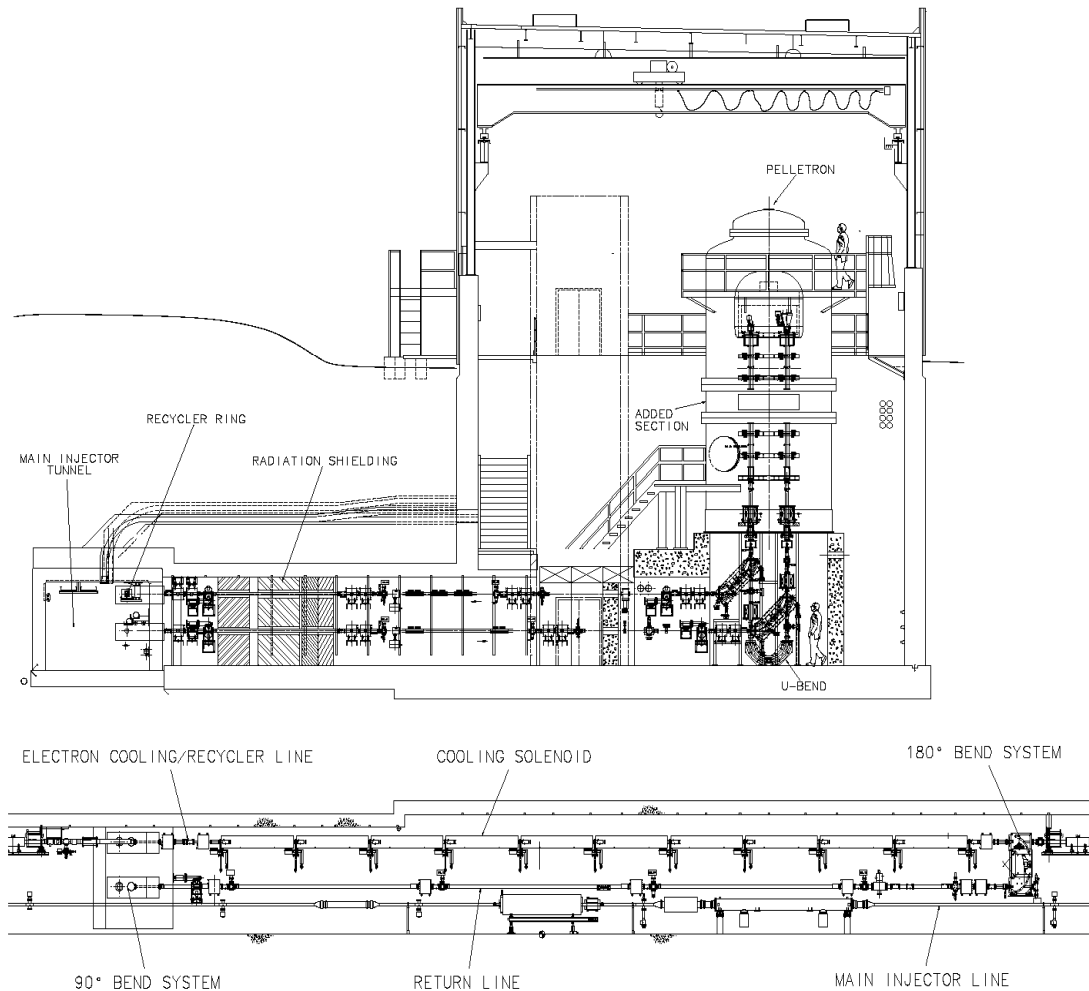 PELLETRON
RECYCLER RING
ADDED
SECTION
MAIN INJECTOR
TUNNEL
RADIATION SHIELDING
U-BEND
ELECTRON COOLING/RECYCLER LINE
COOLING SOLENOID
180° BEND SYSTEM
90° BEND SYSTEM
RETURN LINE
MAIN INJECTOR LINE